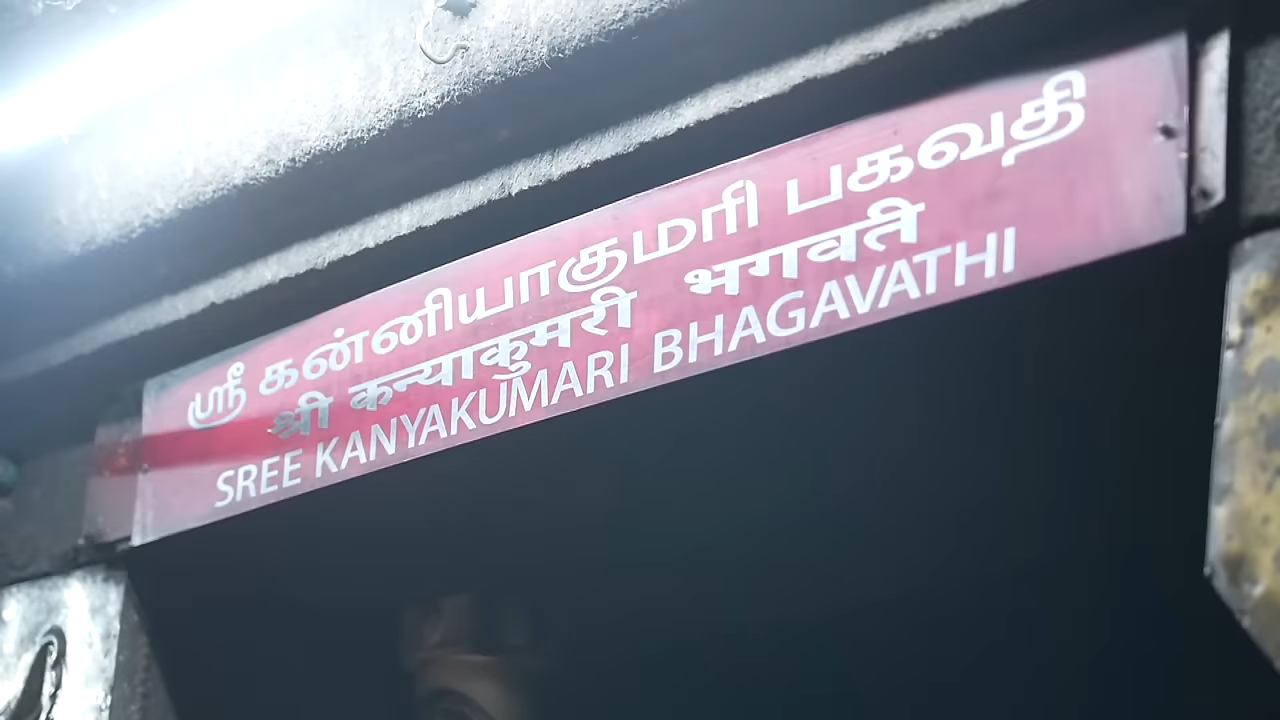 ஸ்ரீ கன்னியாகுமரி பகவதி
श्री कन्याकुमरी भगवती
SREE KANYAKUMARI BHAGAVATHI